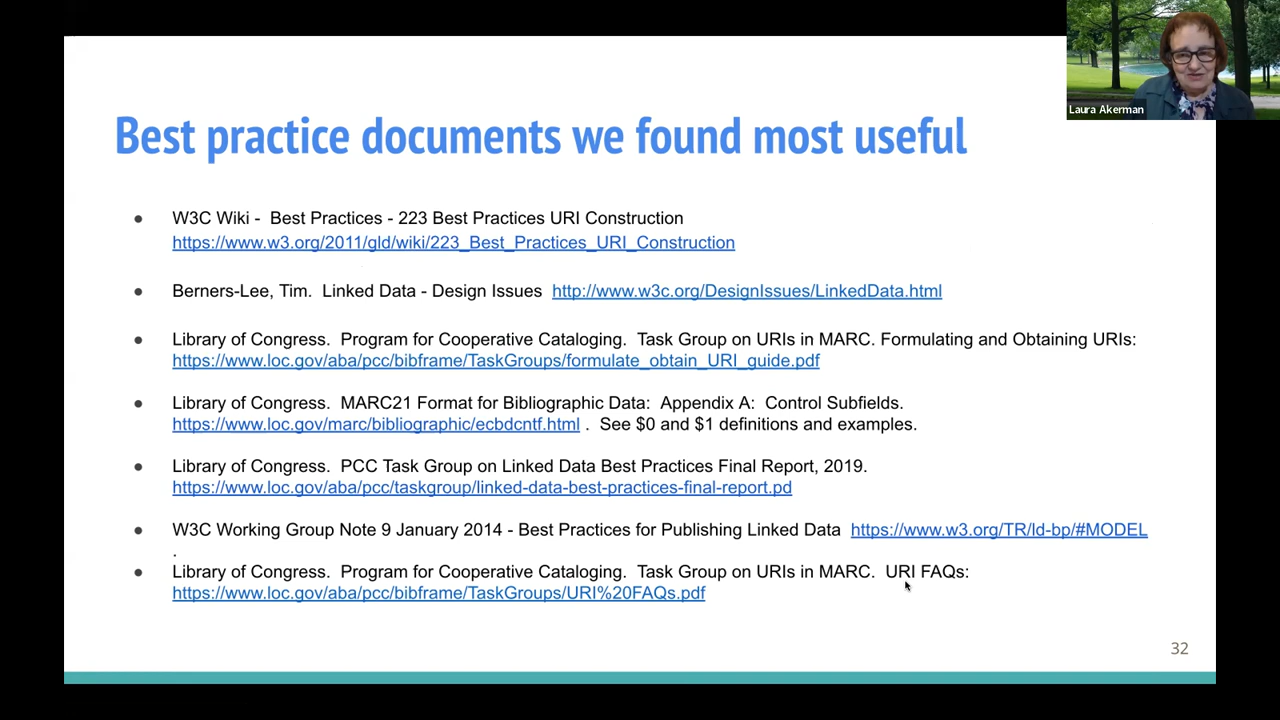 Laura Akerman
Best practice documents we found most useful
● W3C Wiki -  Best Practices - 223 Best Practices URI Construction
https://www.w3.org/2011/gld/wiki/223_Best_Practices_URI_Construction
● Berners-Lee, Tim.  Linked Data - Design Issues  http://www.w3c.org/DesignIssues/LinkedData.html
● Library of Congress.  Program for Cooperative Cataloging.  Task Group on URIs in MARC. Formulating and Obtaining URIs:
https://www.loc.gov/aba/pcc/bibframe/TaskGroups/formulate_obtain_URI_guide.pdf
● Library of Congress.  MARC21 Format for Bibliographic Data:  Appendix A:  Control Subfields.
https://www.loc.gov/marc/bibliographic/ecbdcntf.html .  See $0 and $1 definitions and examples.
● Library of Congress.  PCC Task Group on Linked Data Best Practices Final Report, 2019.
https://www.loc.gov/aba/pcc/taskgroup/linked-data-best-practices-final-report.pd
● W3C Working Group Note 9 January 2014 - Best Practices for Publishing Linked Data  https://www.w3.org/TR/ld-bp/#MODEL
.
● Library of Congress.  Program for Cooperative Cataloging.  Task Group on URIs in MARC.  URI FAQs:
https://www.loc.gov/aba/pcc/bibframe/TaskGroups/URI%20FAQs.pdf
32